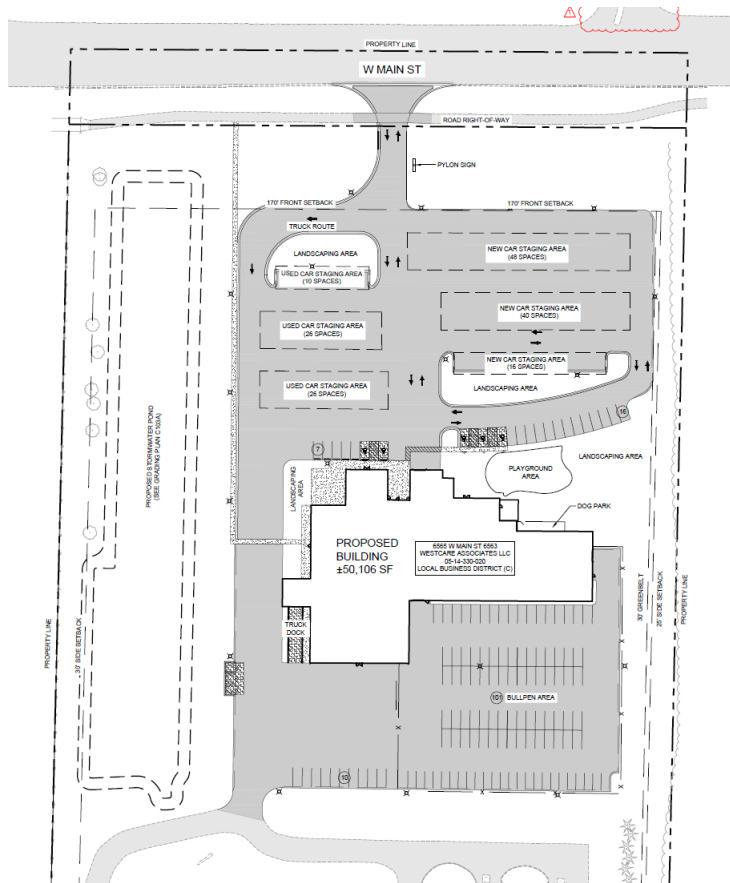 PROPERTY LINE
W MAIN ST
ROAD RIGHT-OF-WAY
PYLON SIGN
170' FRONT SETBACK
170' FRONT SETBACK
TRUCK ROUTE
LANDSCAPING AREA
USED CAR STAGING AREA
(10 SPACES)
NEW CAR STAGING AREA
(48 SPACES)
USED CAR STAGING AREA
(26 SPACES)
NEW CAR STAGING AREA
(40 SPACES)
NEW CAR STAGING AREA
(16 SPACES)
USED CAR STAGING AREA
(26 SPACES)
LANDSCAPING AREA
16
7
LANDSCAPING AREA
PLAYGROUND
AREA
LANDSCAPING
AREA
DOG PARK
PROPOSED STORMWATER POND
(SEE GRADING PLAN C103A)
PROPOSED
BUILDING
±50,106 SF
6565 W MAIN ST 6563
WESTCARE ASSOCIATES LLC
05-14-330-020
LOCAL BUSINESS DISTRICT (C)
TRUCK
DOCK
PROPERTY LINE
30' SIDE SETBACK
30' GREENBELT
25' SIDE SETBACK
PROPERTY LINE
101 BULLPEN AREA
10